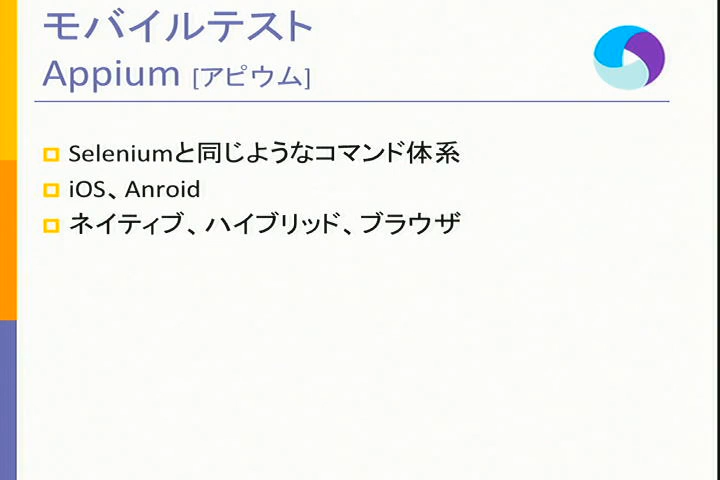 モバイルテスト
Appium [アピウム]
Seleniumと同じようなコマンド体系
iOS、Anroid
ネイティブ、ハイブリッド、ブラウザ